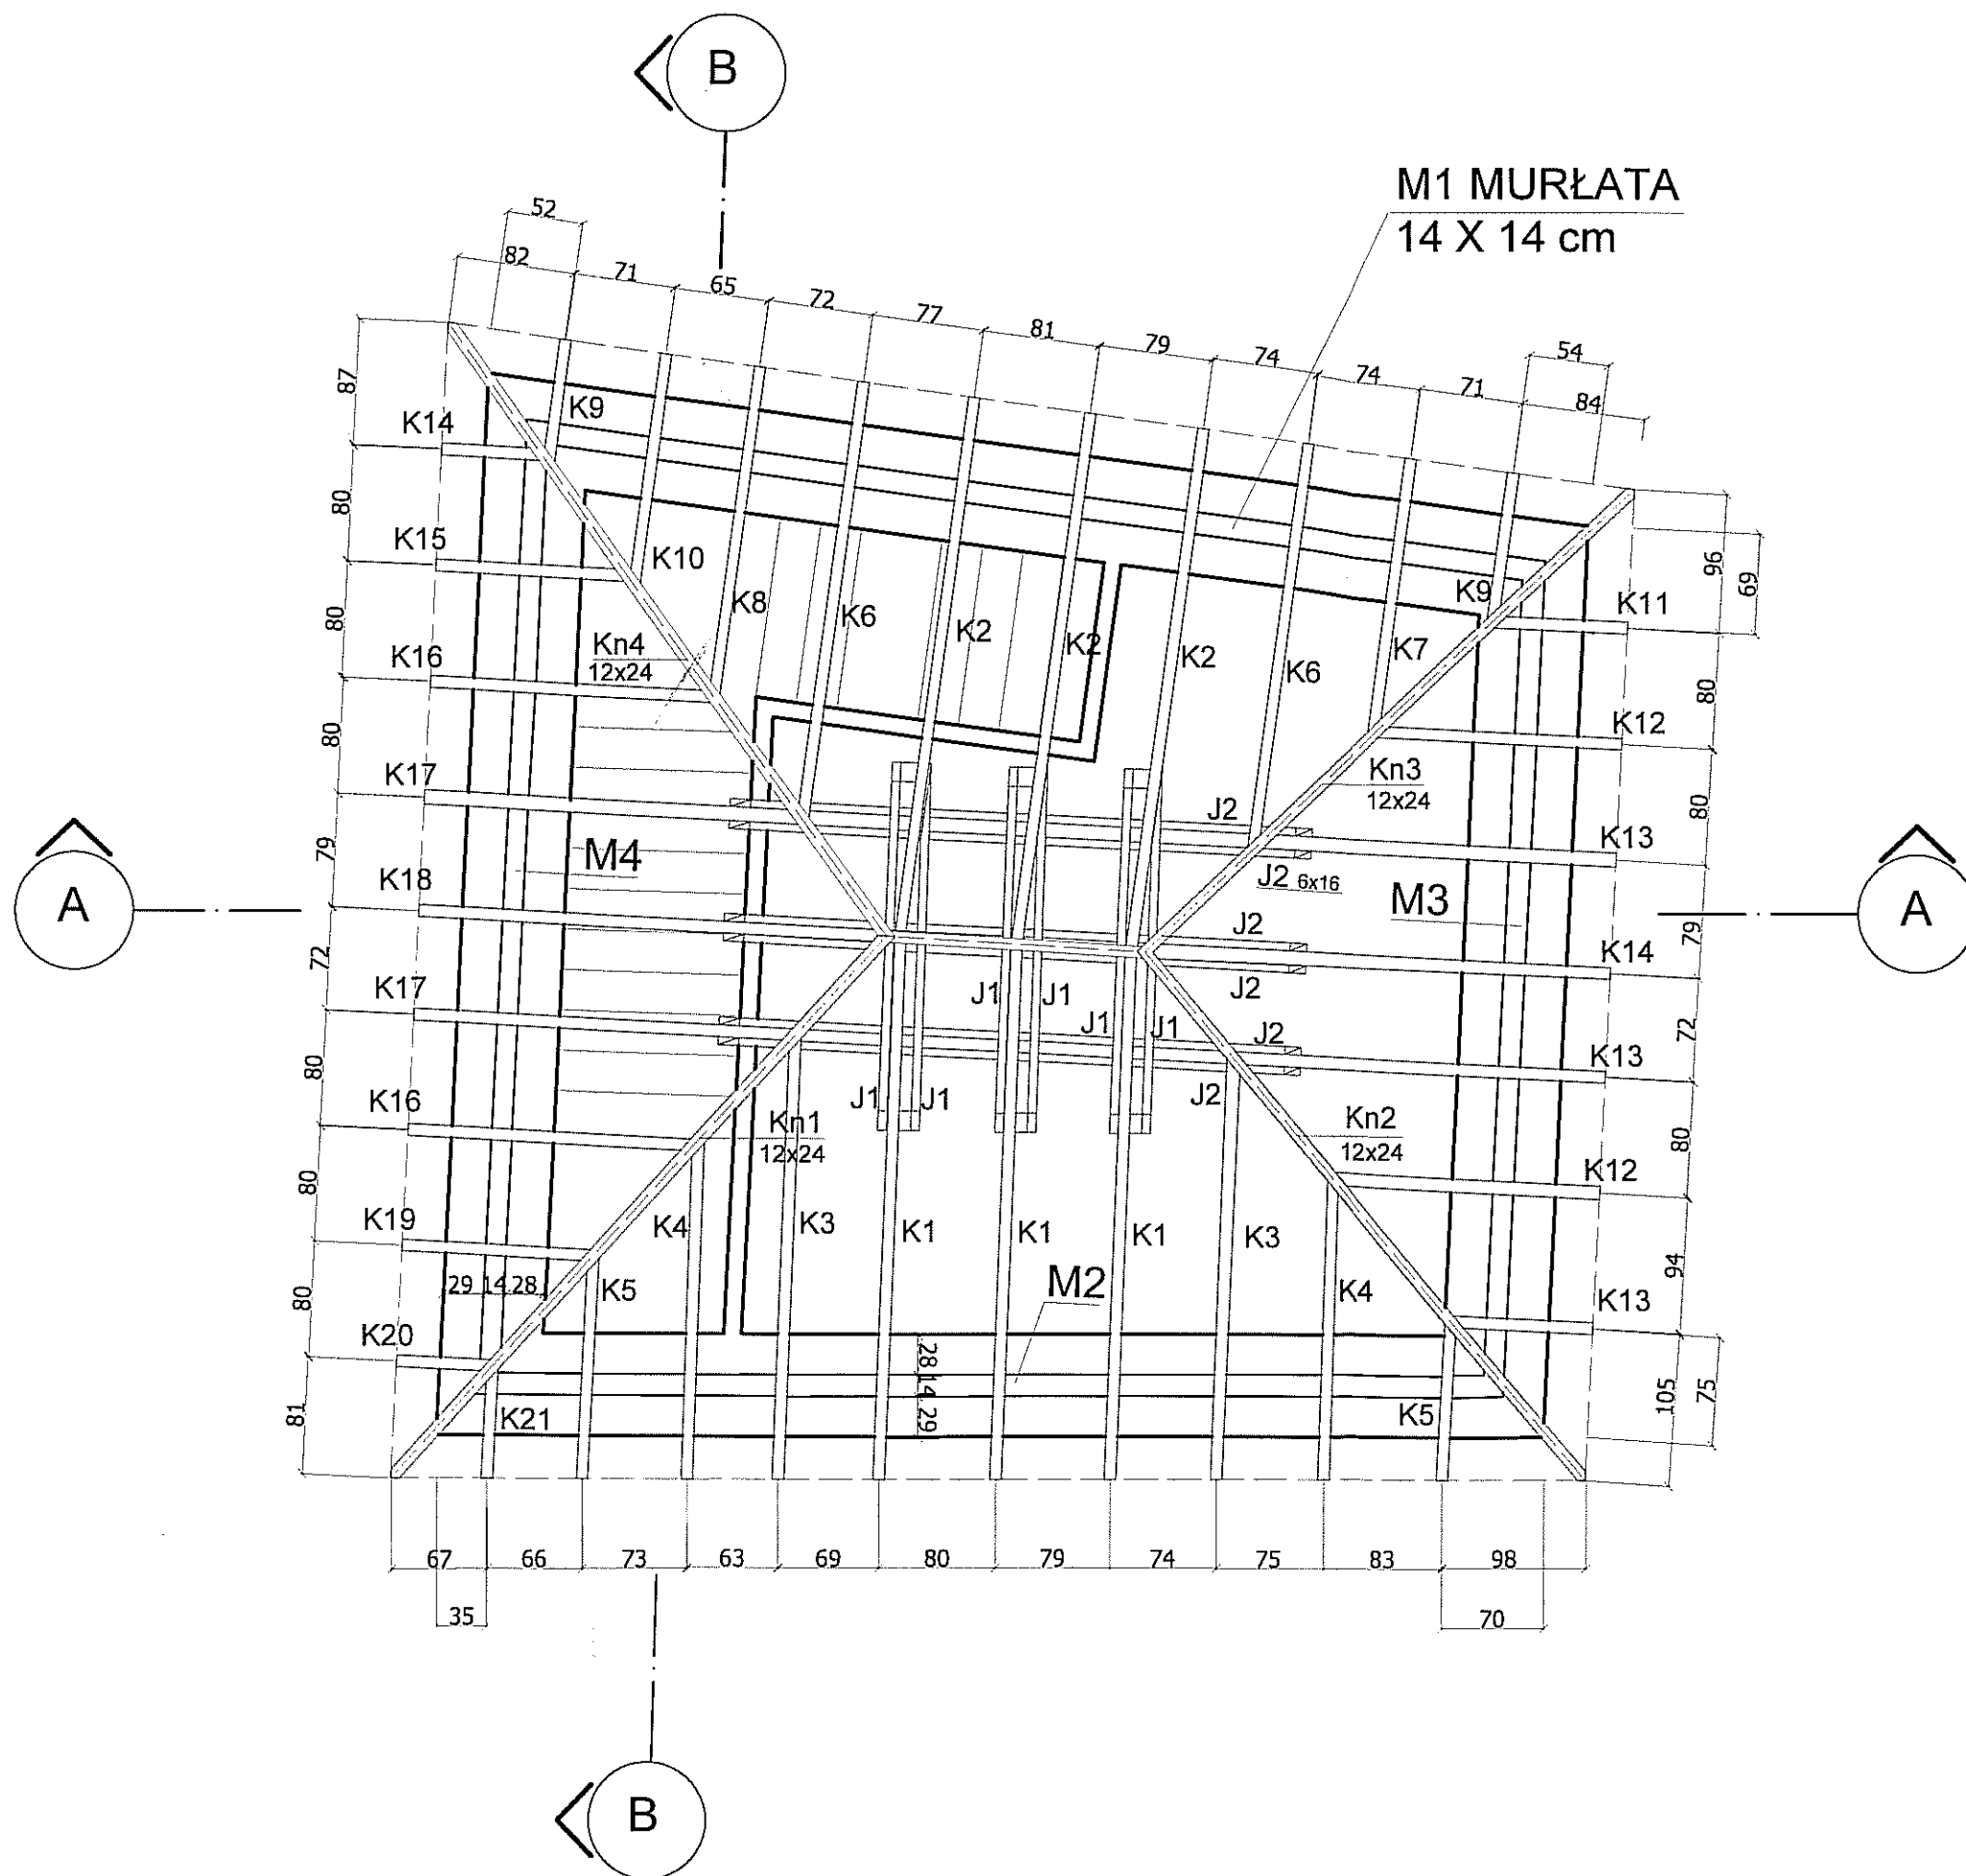 B
M1 MURŁATA
14 X 14 cm
52
82
71
65
72
77
81
79
74
74
71
54
84
87
80
80
80
79
72
80
80
80
81
96
69
80
80
79
72
80
94
105
75
K14
K9
K15
K10
K9
K11
K8
K6
K2
K2
K2
K6
K7
K16
Kn4
12x24
K12
Kn3
12x24
K17
J2
K13
M4
J2 6x16
M3
K18
A
A
J2
K14
J2
K17
J1
J1
J1
J1
J2
K13
J1
J1
J2
K16
Kn1
12x24
Kn2
12x24
K12
K19
K4
K3
K1
K1
K1
K3
29 14 28
K5
M2
K4
K13
K20
28
14
29
K21
K5
67
66
73
63
69
80
79
74
75
83
98
35
70
B